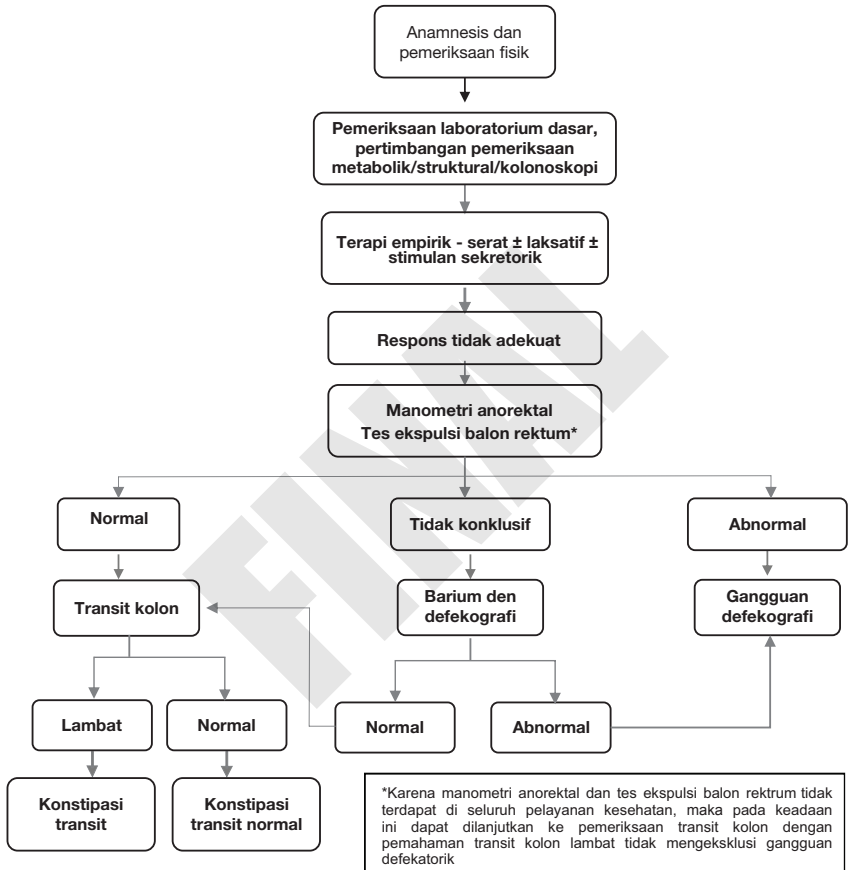 Anamnesis dan
pemeriksaan fisik
Pemeriksaan laboratorium dasar,
pertimbangan pemeriksaan
metabolik/struktural/kolonoskopi
Terapi empirik - serat ± laksatif ±
stimulan sekretorik
Respons tidak adekuat
Manometri anorektal
Tes ekspulsi balon rektum*
Normal
Tidak konklusif
Abnormal
Transit kolon
Barium den
defekografi
Gangguan
defekografi
Lambat
Normal
Normal
Abnormal
Konstipasi
transit
Konstipasi
transit normal
*Karena manometri anorektal dan tes ekspulsi balon rektrum tidak
terdapat di seluruh pelayanan kesehatan, maka pada keadaan
ini dapat dilanjutkan ke pemeriksaan transit kolon dengan
pemahaman transit kolon lambat tidak mengeksklusi gangguan
defekatorik
FINAL